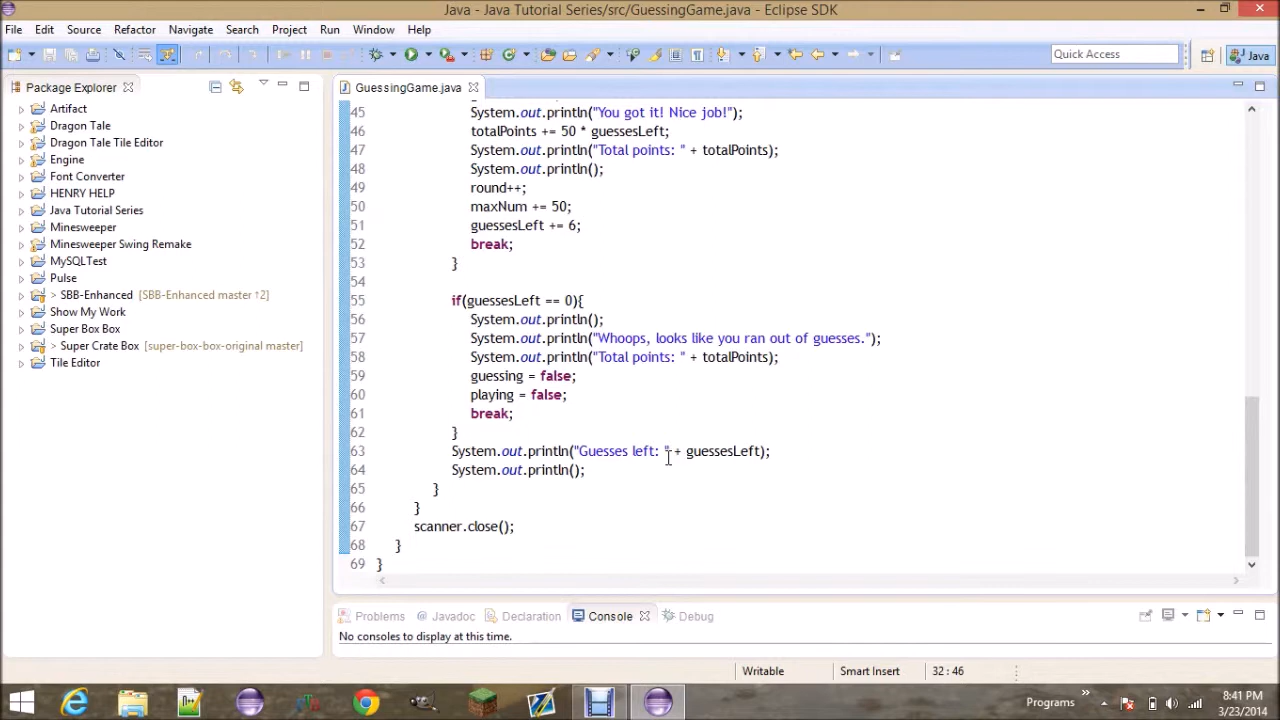 Java - Java Tutorial Series/src/GuessingGame.java - Eclipse SDK
File Edit Source Refactor Navigate Search Project Run Window Help
Quick Access
Java
Package Explorer
GuessingGame.java
Artifact
Dragon Tale
Dragon Tale Tile Editor
Engine
Font Converter
HENRY HELP
Java Tutorial Series
Minesweeper
Minesweeper Swing Remake
MySQLTest
Pulse
> SBB-Enhanced [SBB-Enhanced master ↑2]
Show My Work
Super Box Box
> Super Crate Box [super-box-box-original master]
Tile Editor
45 System.out.println("You got it! Nice job!");
46 totalPoints += 50 * guessesLeft;
47 System.out.println("Total points: " + totalPoints);
48 System.out.println();
49 round++;
50 maxNum += 50;
51 guessesLeft += 6;
52 break;
53 }
54
55 if(guessesLeft == 0){
56 System.out.println();
57 System.out.println("Whoops, looks like you ran out of guesses.");
58 System.out.println("Total points: " + totalPoints);
59 guessing = false;
60 playing = false;
61 break;
62 }
63 System.out.println("Guesses left: " + guessesLeft);
64 System.out.println();
65 }
66 }
67 scanner.close();
68 }
69 }
Problems @ Javadoc Declaration Console Debug
No consoles to display at this time.
Writable Smart Insert 32 : 46
Programs
8:41 PM
3/23/2014